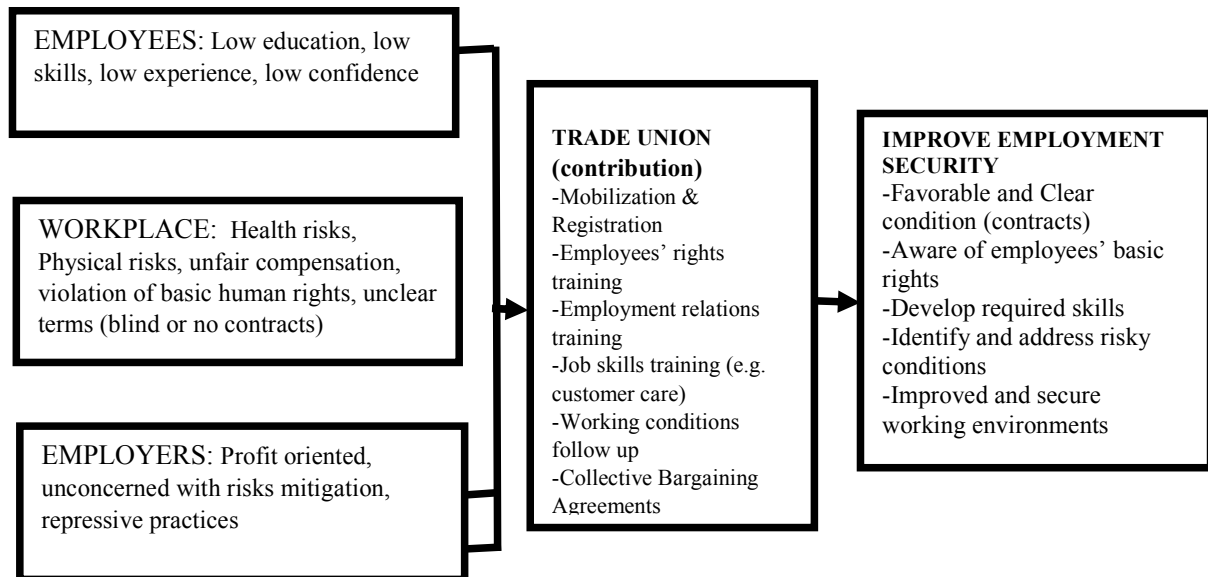 EMPLOYEES: Low education, low
skills, low experience, low confidence
WORKPLACE: Health risks,
Physical risks, unfair compensation,
violation of basic human rights, unclear
terms (blind or no contracts)
EMPLOYERS: Profit oriented,
unconcerned with risks mitigation,
repressive practices
TRADE UNION
(contribution)
-Mobilization &
Registration
-Employees’ rights
training
-Employment relations
training
-Job skills training (e.g.
customer care)
-Working conditions
follow up
-Collective Bargaining
Agreements
IMPROVE EMPLOYMENT
SECURITY
-Favorable and Clear
condition (contracts)
-Aware of employees’ basic
rights
-Develop required skills
-Identify and address risky
conditions
-Improved and secure
working environments